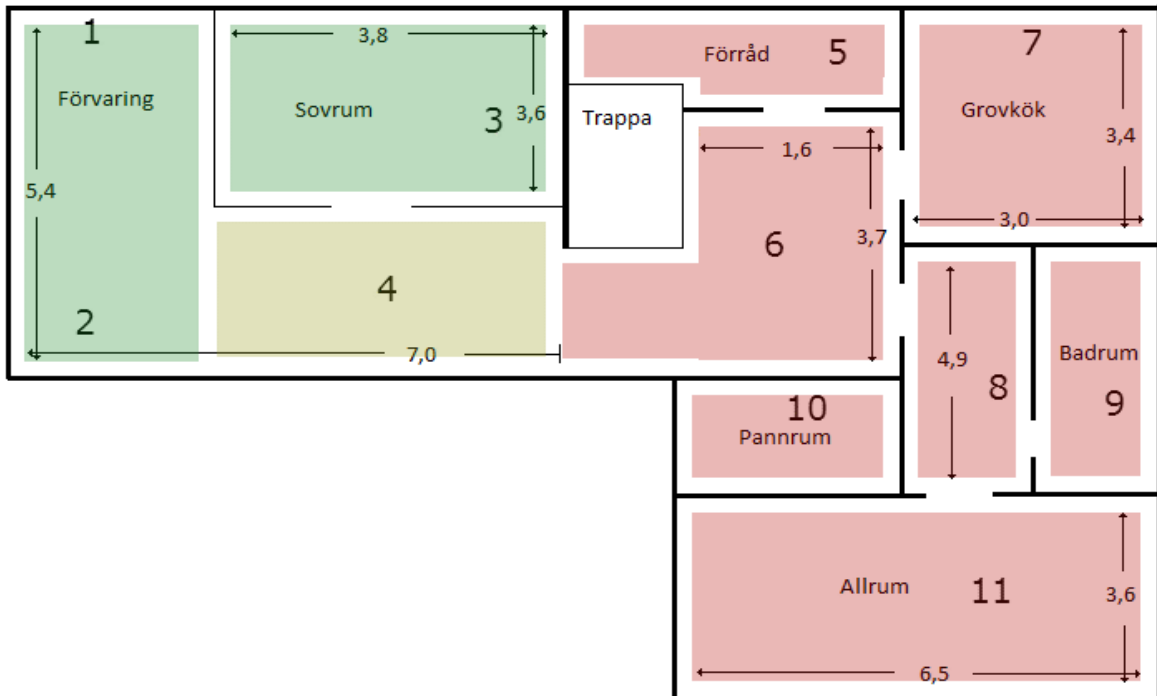 1
3,8
5
7
Förråd
Förvaring
Sovrum
3
3,6
Trappa
Grovkök
3,4
1,6
5,4
3,0
6
3,7
4
2
7,0
4,9
8
Badrum
9
10
Pannrum
Allrum
11
3,6
6,5